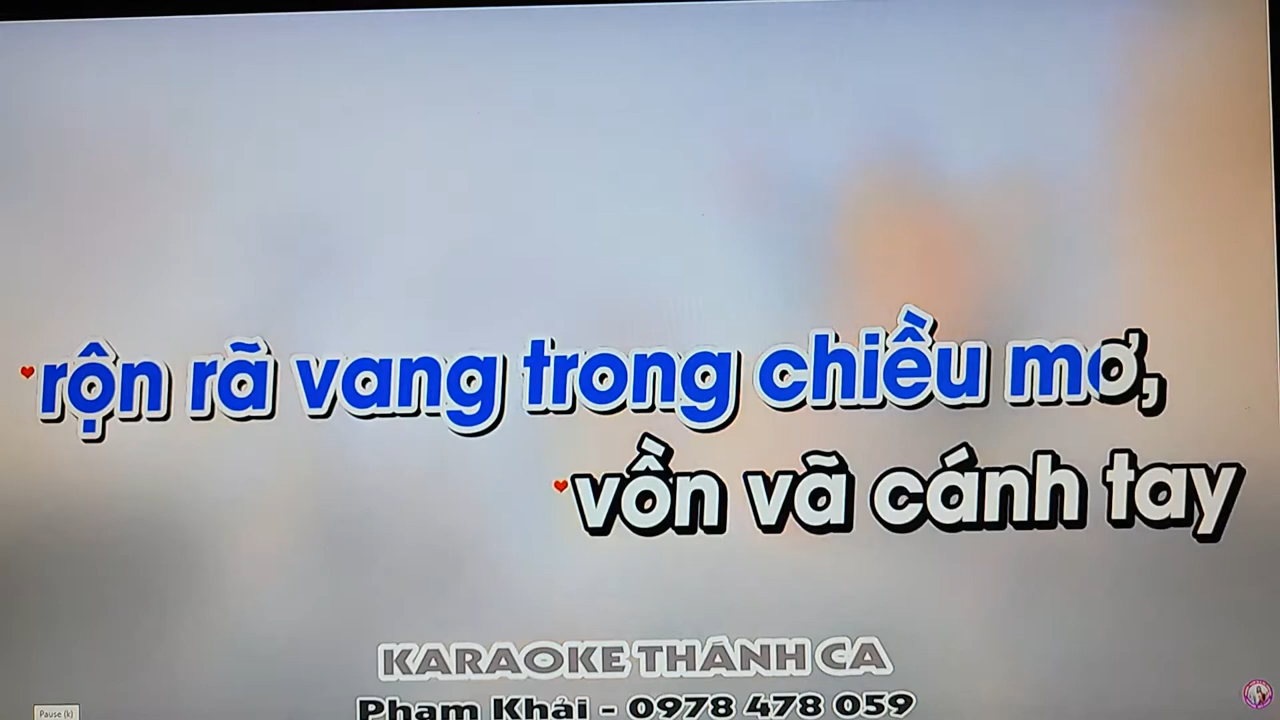 rộn rã vang trong chiều mơ,
vồn vã cánh tay
KARAOKE THÁNH CA
Phạm Khải - 0978 478 059
Pause (k)